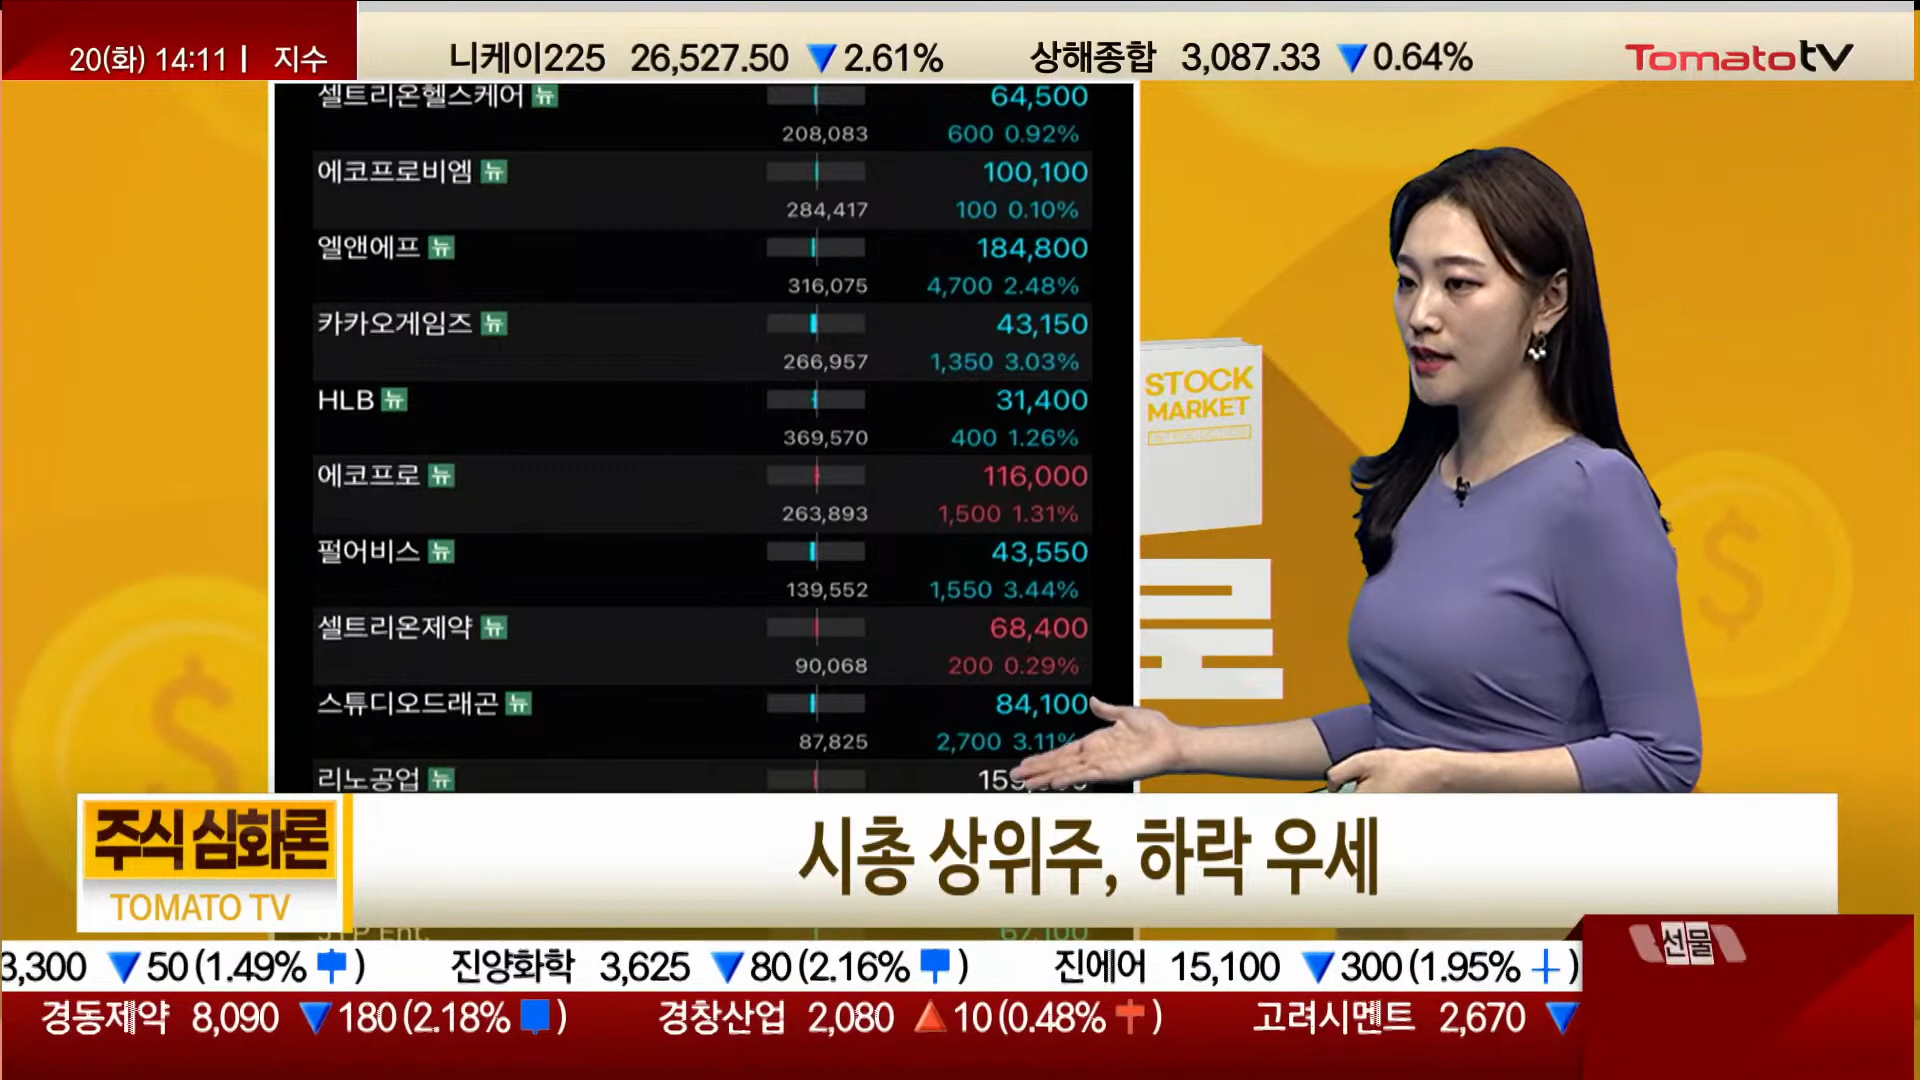 20(화) 14:11 | 지수
니케이225 26,527.50 ▼2.61% 상해종합 3,087.33 ▼0.64%
TomatoTV
셀트리온헬스케어 뉴 64,500
208,083 600 0.92%
에코프로비엠 뉴 100,100
284,417 100 0.10%
엘앤에프 뉴 184,800
316,075 4,700 2.48%
카카오게임즈 뉴 43,150
266,957 1,350 3.03%
HLB 뉴 31,400
369,570 400 1.26%
에코프로 뉴 116,000
263,893 1,500 1.31%
펄어비스 뉴 43,550
139,552 1,550 3.44%
셀트리온제약 뉴 68,400
90,068 200 0.29%
스튜디오드래곤 뉴 84,100
87,825 2,700 3.11%
리노공업 뉴
STOCK
MARKET
론
주식 심화론
TOMATO TV
시총 상위주, 하락 우세
JYP Ent. 67,100
3,300 ▼50(1.49%) 진양화학 3,625 ▼80(2.16%) 진에어 15,100 ▼300(1.95%)
선물
경동제약 8,090 ▼180(2.18%) 경창산업 2,080 ▲10(0.48%) 고려시멘트 2,670 ▼